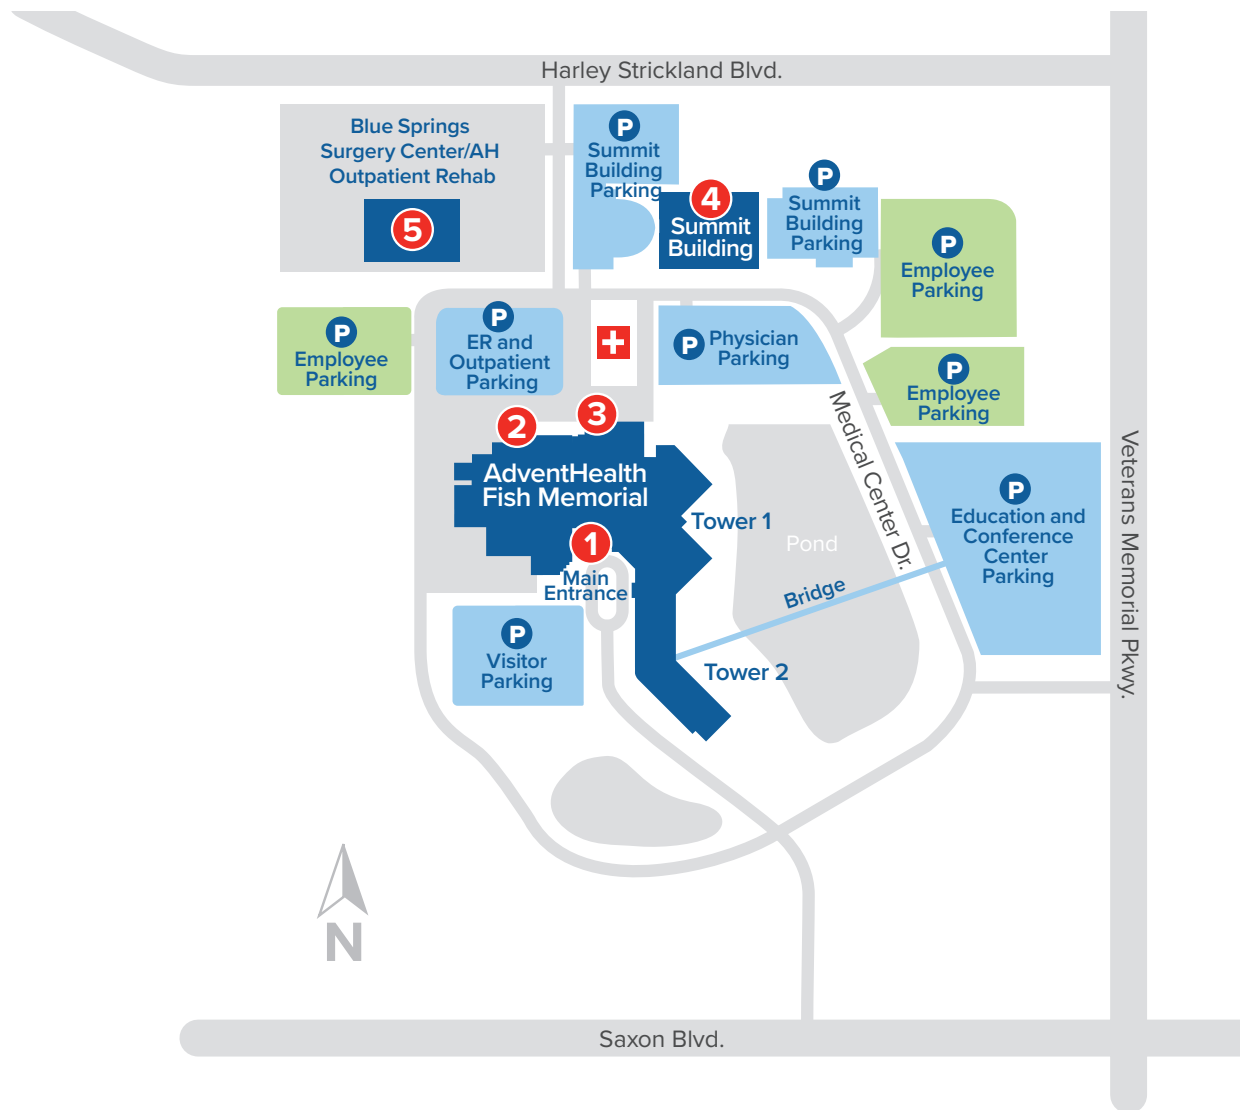 Harley Strickland Blvd.
Blue Springs
Surgery Center/AH
Outpatient Rehab
5
P
Summit
Building
Parking
4
Summit
Building
P
Summit
Building
Parking
P
Employee
Parking
P
Employee
Parking
P
ER and
Outpatient
Parking
P
Physician
Parking
P
Employee
Parking
2
3
AdventHealth
Fish Memorial
1
Main
Entrance
Tower 1
Pond
Medical Center Dr.
P
Education and
Conference
Center
Parking
Bridge
Tower 2
P
Visitor
Parking
Veterans Memorial Pkwy.
N
Saxon Blvd.